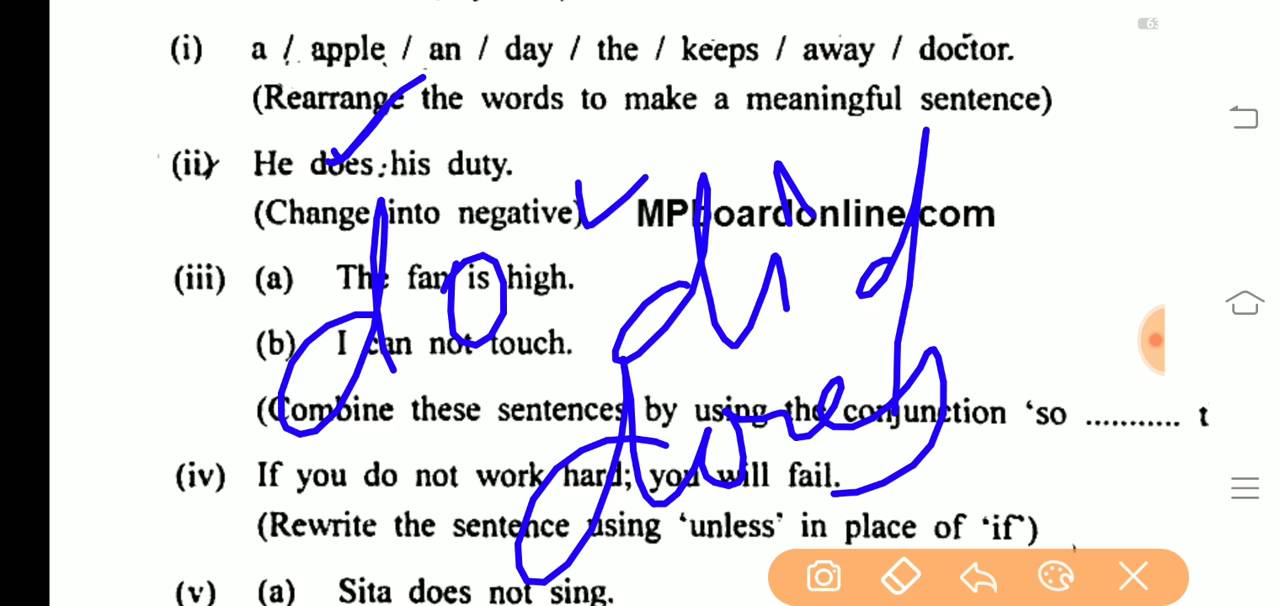 (i) a / apple / an / day / the / keeps / away / doctor.
(Rearrange the words to make a meaningful sentence)
(ii) He does his duty.
(Change into negative) MPboardonline.com
do did
(iii) (a) The fan is high.
(b) I can not touch.
(Combine these sentences by using the conjunction ‘so ........... t
does
(iv) If you do not work hard; you will fail.
(Rewrite the sentence using ‘unless’ in place of ‘if’)
(v) (a) Sita does not sing.